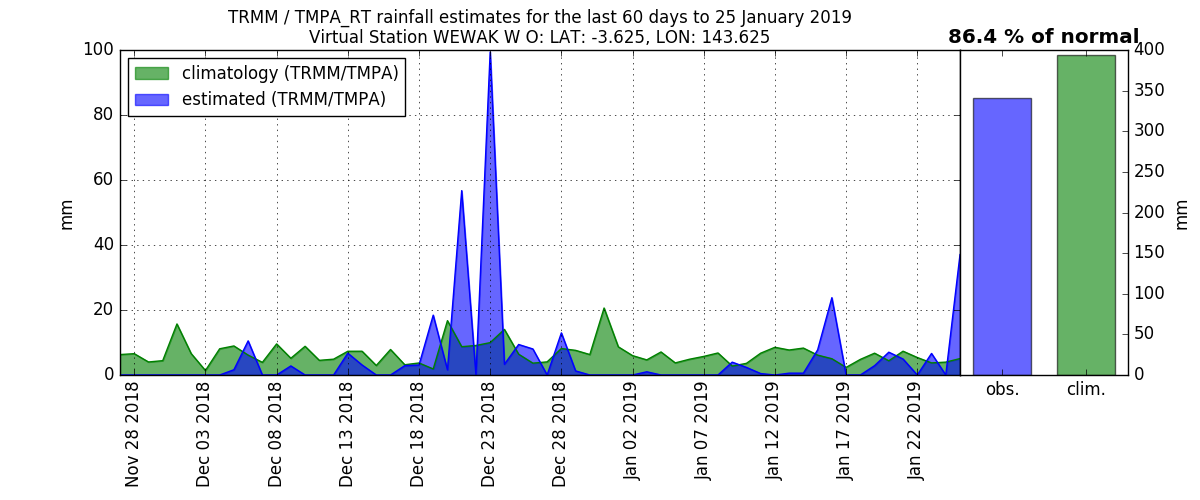 TRMM / TMPA_RT rainfall estimates for the last 60 days to 25 January 2019
Virtual Station WEWAK W O: LAT: -3.625, LON: 143.625
86.4 % of normal
climatology (TRMM/TMPA)
estimated (TRMM/TMPA)
mm
100
80
60
40
20
0
Nov 28 2018
Dec 03 2018
Dec 08 2018
Dec 13 2018
Dec 18 2018
Dec 23 2018
Dec 28 2018
Jan 02 2019
Jan 07 2019
Jan 12 2019
Jan 17 2019
Jan 22 2019
obs.
clim.
400
350
300
250
200
150
100
50
0
mm